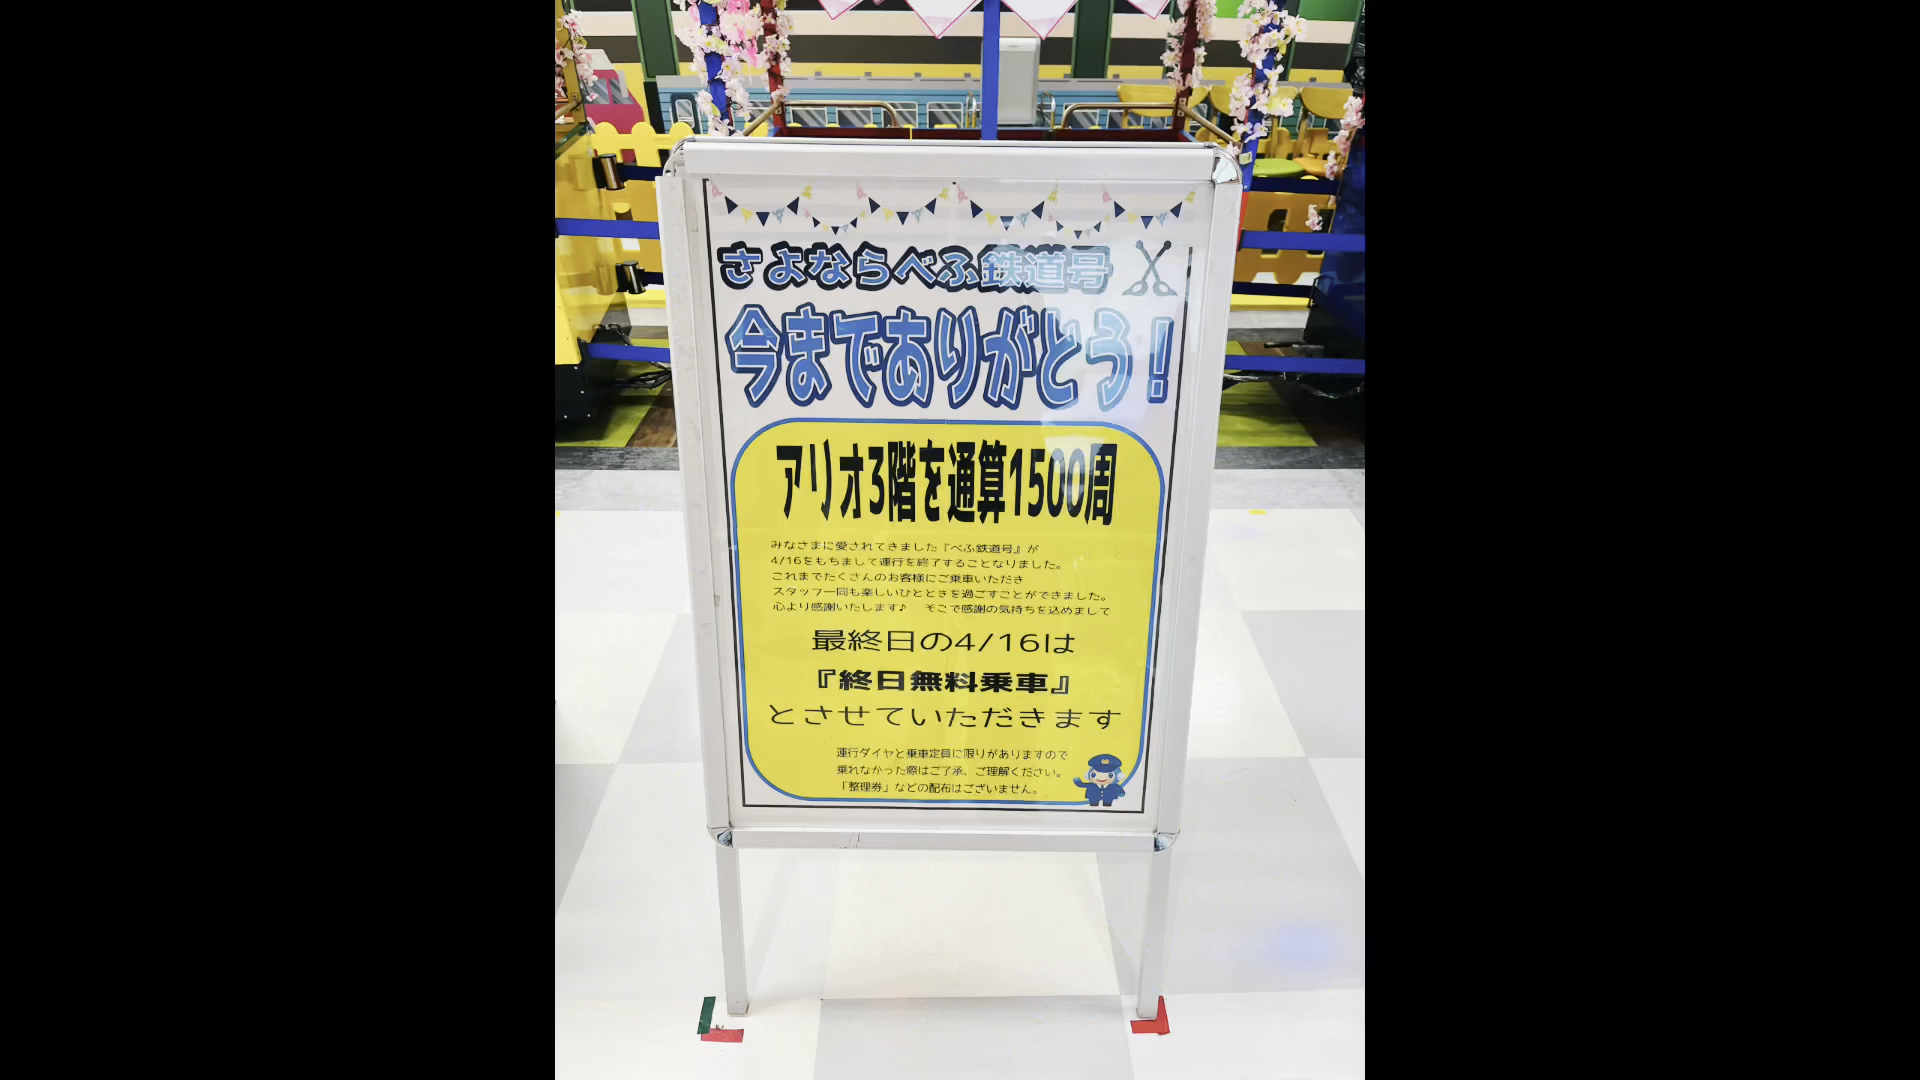 さよならべふ鉄道号
今までありがとう！
アリオ3階を通算1500周
みなさまに愛されてきました『べふ鉄道号』が
4/16をもちまして運行を終了することなりました。
これまでたくさんのお客様にご乗車いただき
スタッフ一同も楽しいひとときを過ごすことができました。
心より感謝いたします♪　そこで感謝の気持ちを込めまして
最終日の4/16は
『終日無料乗車』
とさせていただきます
運行ダイヤと乗車定員に限りがありますので
乗れなかった際はご了承、ご理解ください。
「整理券」などの配布はございません。